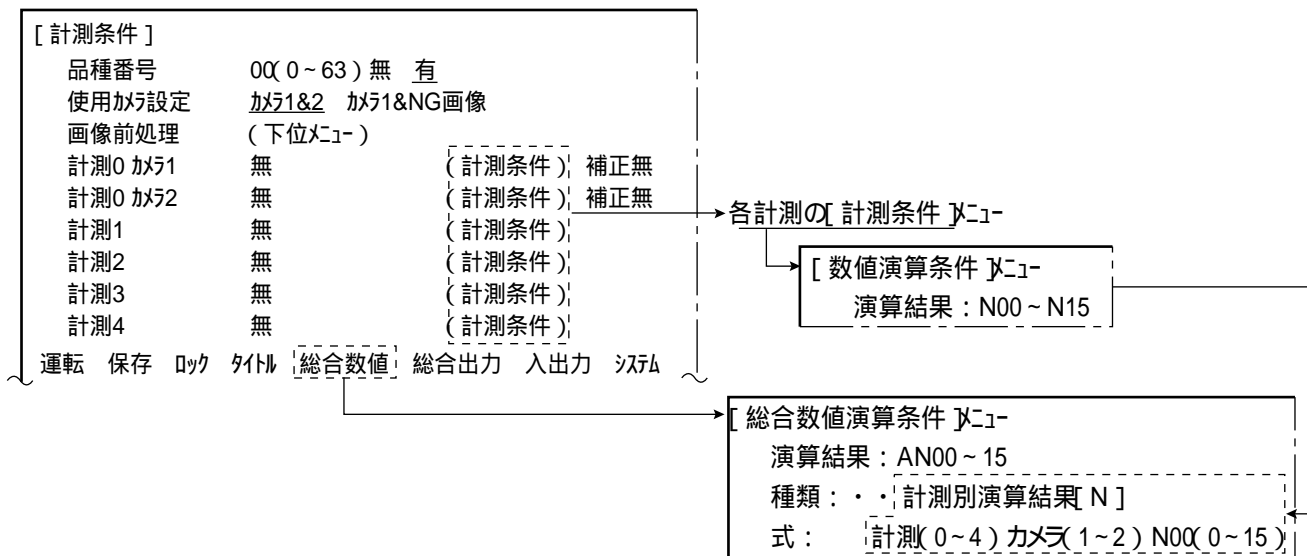 [ 計測条件 ]
品種番号 00( 0 ~ 63 ) 無 有
使用ｶﾒﾗ設定 ｶﾒﾗ1&2 ｶﾒﾗ1&NG画像
画像前処理 ( 下位ﾒﾆｭｰ )
計測0 ｶﾒﾗ1 無 ( 計測条件 ) 補正無
計測0 ｶﾒﾗ2 無 ( 計測条件 ) 補正無
計測1 無 ( 計測条件 )
計測2 無 ( 計測条件 )
計測3 無 ( 計測条件 )
計測4 無 ( 計測条件 )
運転 保存 ﾛｯｸ ﾀｲﾄﾙ 総合数値 総合出力 入出力 ｼｽﾃﾑ
各計測の[ 計測条件 ]ﾒﾆｭｰ
[ 数値演算条件 ]ﾒﾆｭｰ
演算結果：N00 ~ N15
[ 総合数値演算条件 ]ﾒﾆｭｰ
演算結果：AN00 ~ 15
種類：・・計測別演算結果[ N ]
式： 計測( 0 ~ 4 ) カメラ( 1 ~ 2 ) N00( 0 ~ 15 )